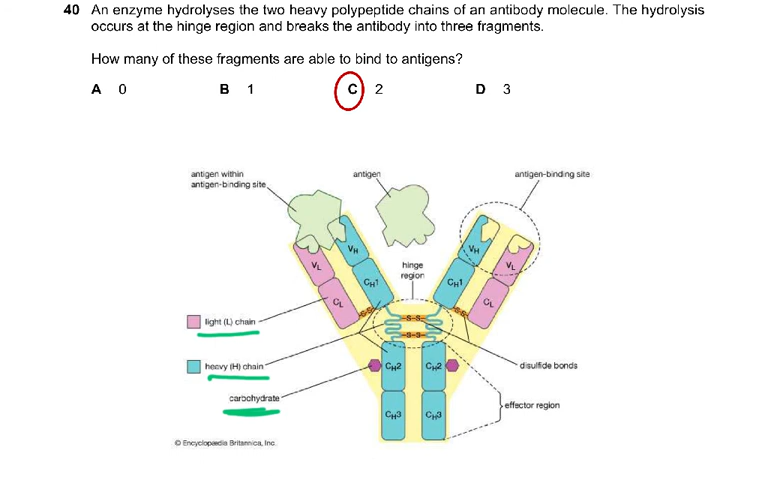 40 An enzyme hydrolyses the two heavy polypeptide chains of an antibody molecule. The hydrolysis
occurs at the hinge region and breaks the antibody into three fragments.
How many of these fragments are able to bind to antigens?
A 0 B 1 C 2 D 3
antigen within
antigen-binding site
antigen
antigen-binding site
VH
VH
VL
VL
hinge
region
CH1
CH1
CL
CL
S-S
S-S
-S-S-
light (L) chain
-S-S-
heavy (H) chain
CH2
CH2
disulfide bonds
carbohydrate
effector region
CH3
CH3
© Encyclopædia Britannica, Inc.